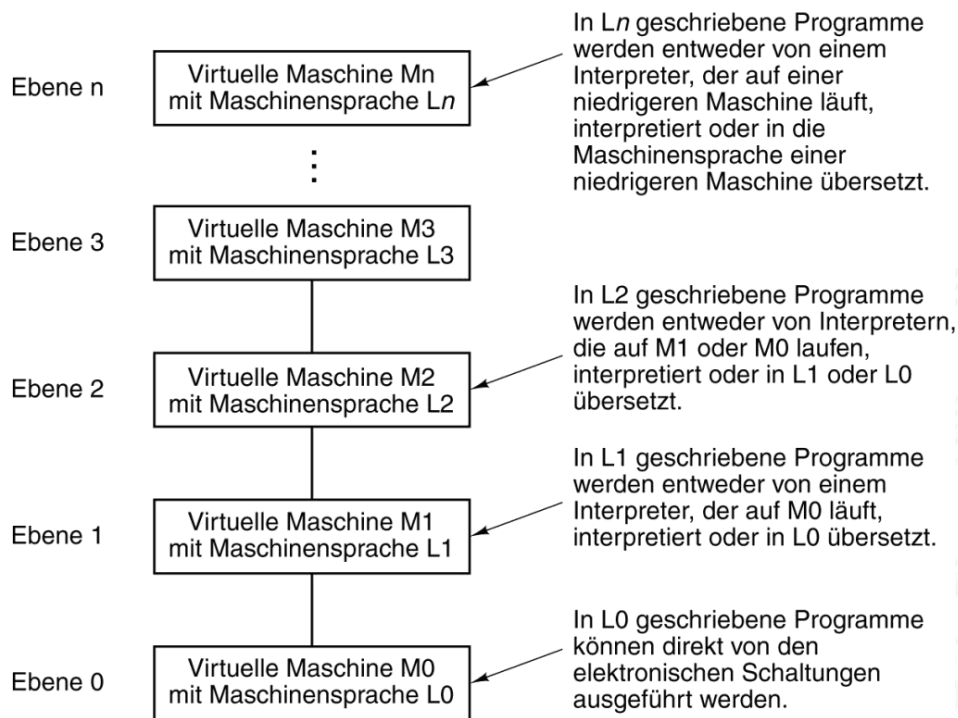 In Ln geschriebene Programme
werden entweder von einem
Interpreter, der auf einer
niedrigeren Maschine läuft,
interpretiert oder in die
Maschinensprache einer
niedrigeren Maschine übersetzt.
Ebene n
Virtuelle Maschine Mn
mit Maschinensprache Ln
⋮
Ebene 3
Virtuelle Maschine M3
mit Maschinensprache L3
In L2 geschriebene Programme
werden entweder von Interpretern,
die auf M1 oder M0 laufen,
interpretiert oder in L1 oder L0
übersetzt.
Ebene 2
Virtuelle Maschine M2
mit Maschinensprache L2
In L1 geschriebene Programme
werden entweder von einem
Interpreter, der auf M0 läuft,
interpretiert oder in L0 übersetzt.
Ebene 1
Virtuelle Maschine M1
mit Maschinensprache L1
In L0 geschriebene Programme
können direkt von den
elektronischen Schaltungen
ausgeführt werden.
Ebene 0
Virtuelle Maschine M0
mit Maschinensprache L0